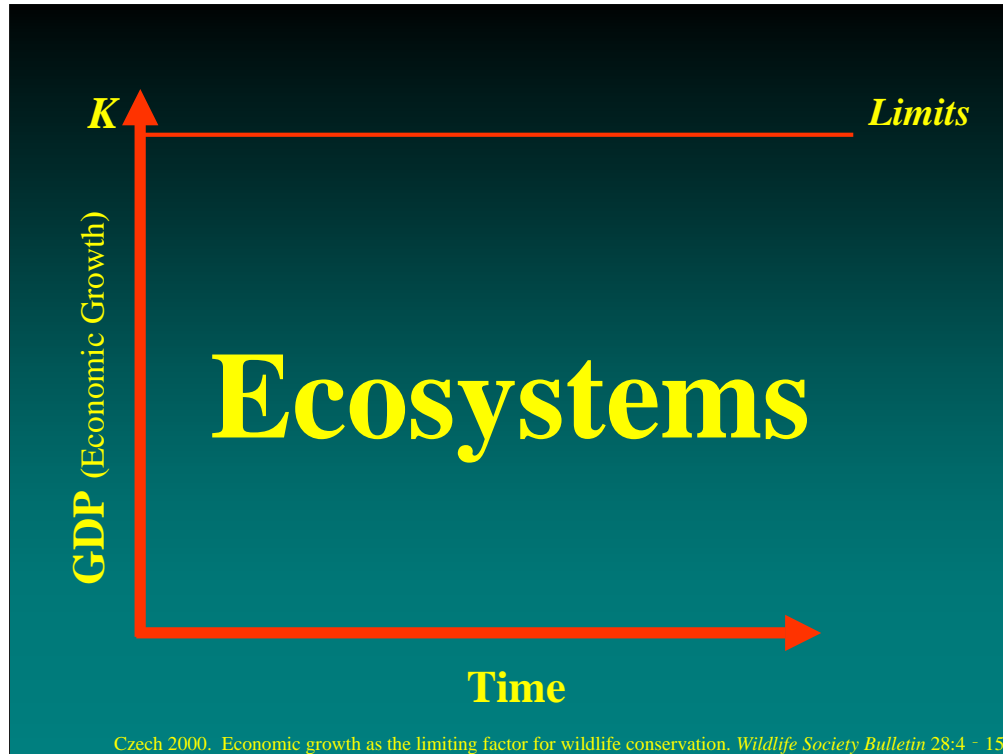 K
Limits
GDP (Economic Growth)
Ecosystems
Time
Czech 2000. Economic growth as the limiting factor for wildlife conservation. Wildlife Society Bulletin 28:4 - 15